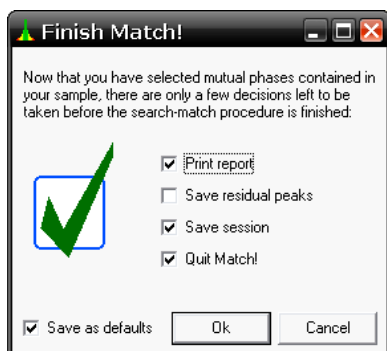 Finish Match!
Now that you have selected mutual phases contained in
your sample, there are only a few decisions left to be
taken before the search-match procedure is finished:
Print report
Save residual peaks
Save session
Quit Match!
Save as defaults
Ok
Cancel